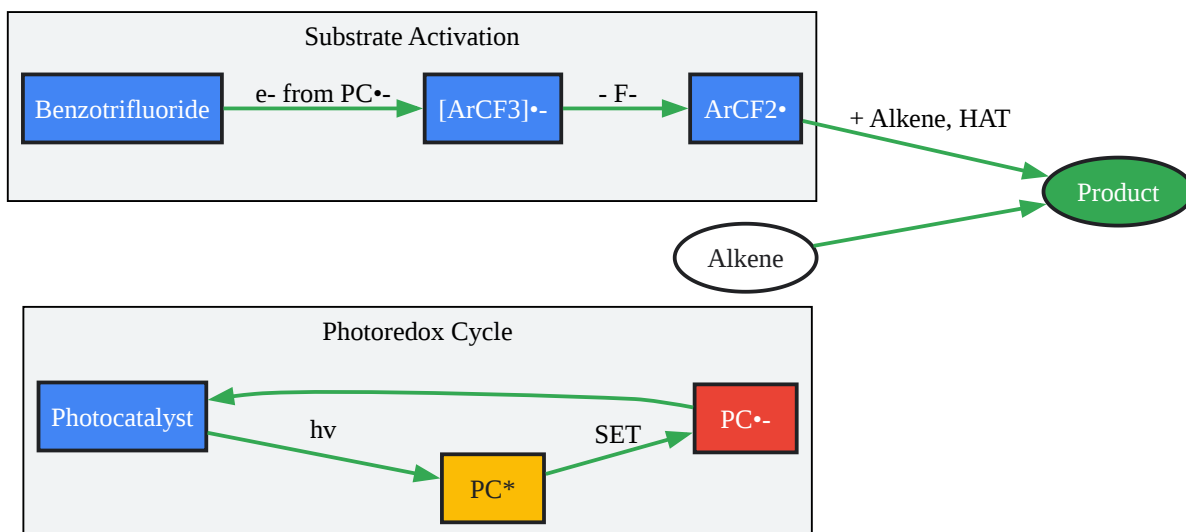 Substrate Activation
Benzotrifluoride
e- from PC•-
[ArCF3]•-
- F-
ArCF2•
+ Alkene, HAT
Product
Alkene
Photoredox Cycle
Photocatalyst
hv
PC*
SET
PC•-